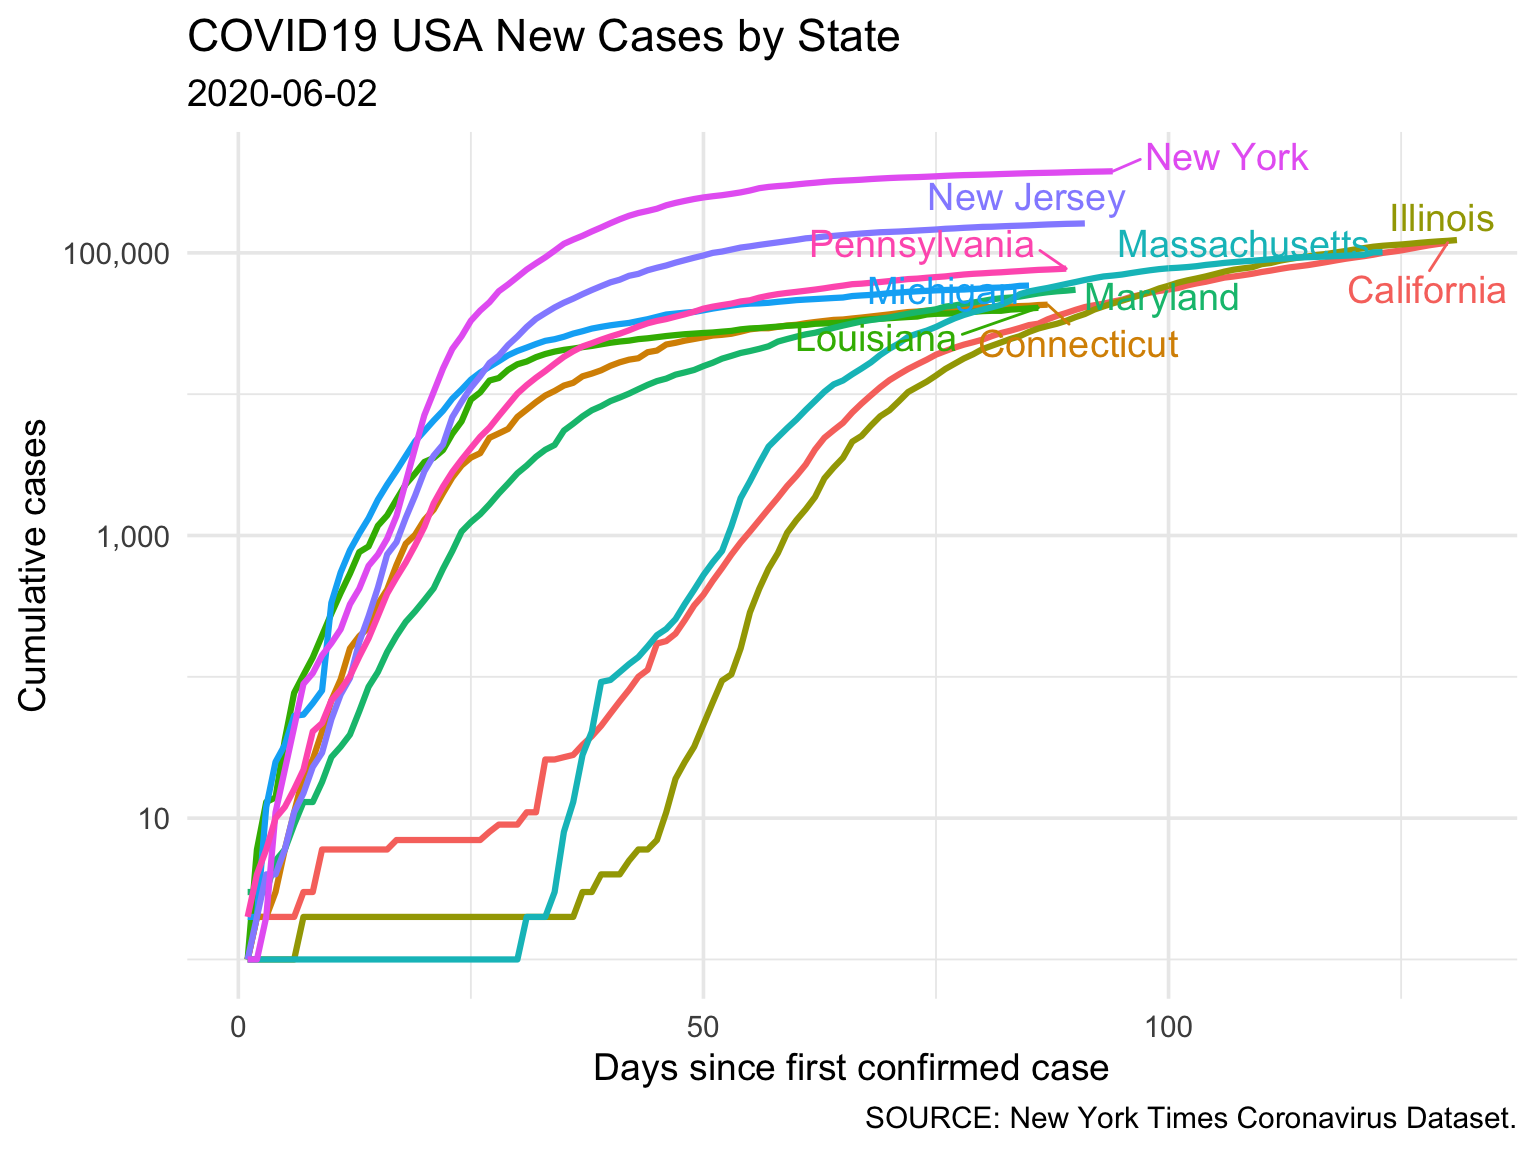 COVID19 USA New Cases by State
2020-06-02
New York
New Jersey
Illinois
Pennsylvania
Massachusetts
100,000
Michigan
California
Maryland
Louisiana
Connecticut
Cumulative cases
1,000
10
0
50
100
Days since first confirmed case
SOURCE: New York Times Coronavirus Dataset.